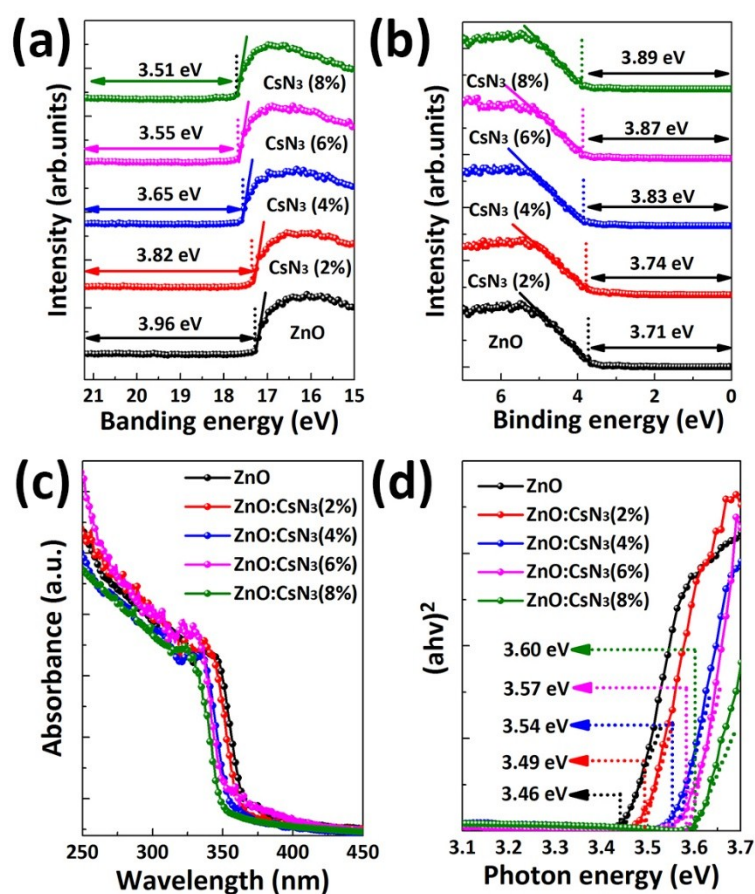 (a)
3.51 eV
CsN₃ (8%)
3.55 eV
CsN₃ (6%)
3.65 eV
CsN₃ (4%)
3.82 eV
CsN₃ (2%)
3.96 eV
ZnO
Intensity (arb.units)
21 20 19 18 17 16 15
Banding energy (eV)
(b)
3.89 eV
CsN₃ (8%)
3.87 eV
CsN₃ (6%)
3.83 eV
CsN₃ (4%)
3.74 eV
CsN₃ (2%)
3.71 eV
ZnO
Intensity (arb.units)
6 4 2 0
Binding energy (eV)
(c)
ZnO
ZnO:CsN₃(2%)
ZnO:CsN₃(4%)
ZnO:CsN₃(6%)
ZnO:CsN₃(8%)
Absorbance (a.u.)
250 300 350 400 450
Wavelength (nm)
(d)
ZnO
ZnO:CsN₃(2%)
ZnO:CsN₃(4%)
ZnO:CsN₃(6%)
ZnO:CsN₃(8%)
3.60 eV
3.57 eV
3.54 eV
3.49 eV
3.46 eV
(ahv)²
3.1 3.2 3.3 3.4 3.5 3.6 3.7
Photon energy (eV)